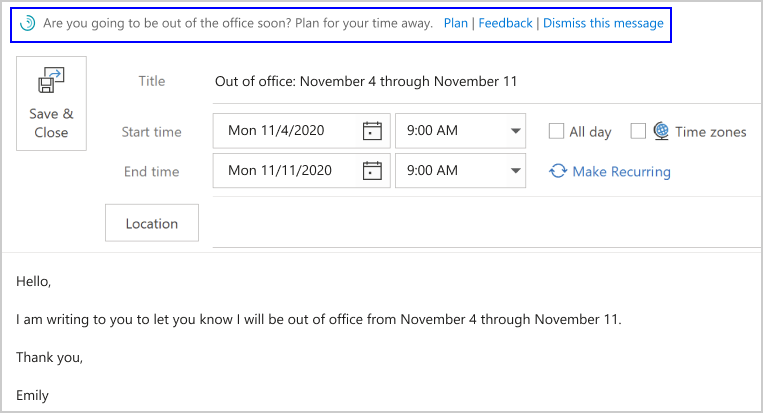 Are you going to be out of the office soon? Plan for your time away. Plan | Feedback | Dismiss this message
Save &
Close
Title
Out of office: November 4 through November 11
Start time
Mon 11/4/2020
9:00 AM
All day
Time zones
End time
Mon 11/11/2020
9:00 AM
Make Recurring
Location
Hello,
I am writing to you to let you know I will be out of office from November 4 through November 11.
Thank you,
Emily